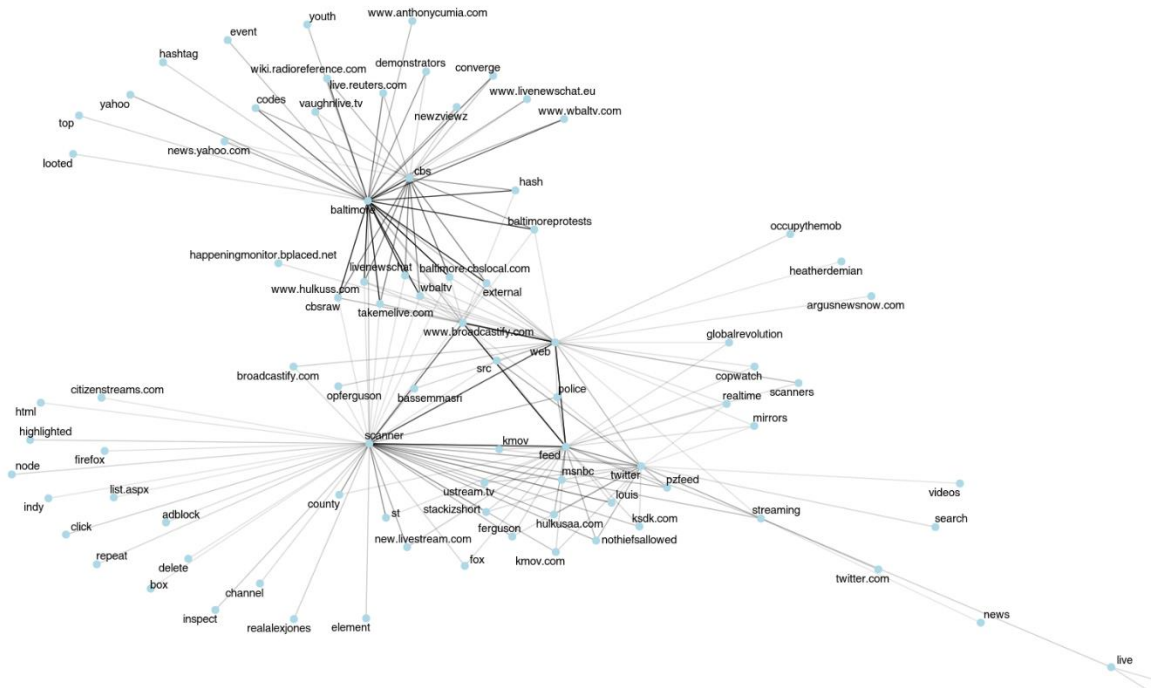 youth
www.anthonycumia.com
event
hashtag
wiki.radioreference.com
demonstrators
converge
live.reuters.com
www.livenewschat.eu
yahoo
codes
vaughnlive.tv
newzviewz
www.wbaltv.com
top
news.yahoo.com
looted
cbs
hash
baltimore
baltimoreprotests
occupythemob
happeningmonitor.bplaced.net
livenewschat
baltimore.cbslocal.com
heatherdemian
www.hulkuss.com
wbaltv
external
cbsraw
takemelive.com
argusnewsnow.com
www.broadcastify.com
globalrevolution
web
src
broadcastify.com
copwatch
opferguson
bassemmasri
police
scanners
citizenstreams.com
realtime
html
mirrors
highlighted
scanner
kmov
firefox
feed
node
msnbc
twitter
pzfeed
list.aspx
ustream.tv
videos
indy
county
stackizshort
louis
streaming
adblock
st
ferguson
hulkusaa.com
ksdk.com
search
click
new.livestream.com
nothiefsallowed
repeat
delete
fox
kmov.com
twitter.com
box
channel
inspect
realalexjones
element
news
live